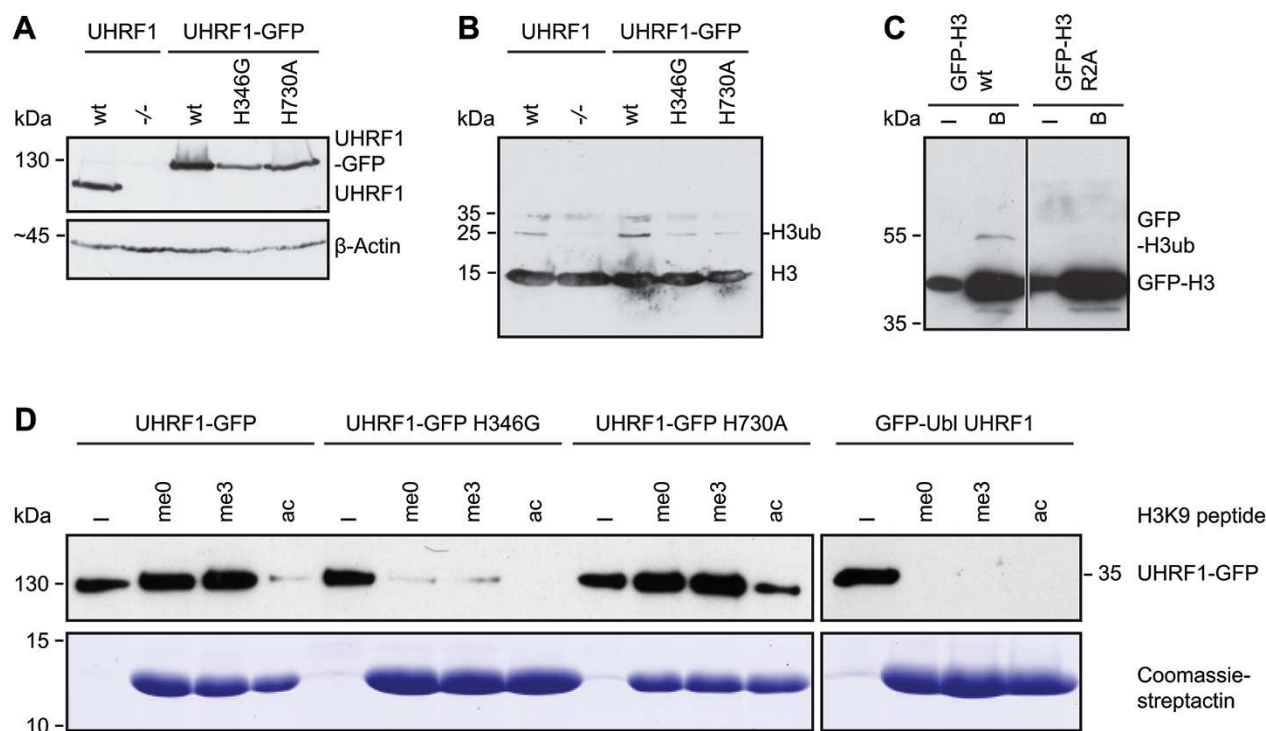 A
UHRF1 UHRF1-GFP
wt -/- wt H346G H730A
kDa
130
UHRF1
-GFP
UHRF1
~45
β-Actin
B
UHRF1 UHRF1-GFP
wt -/- wt H346G H730A
kDa
35
25
15
H3ub
H3
C
GFP-H3
wt
GFP-H3
R2A
I B I B
kDa
55
35
GFP
-H3ub
GFP-H3
D
UHRF1-GFP UHRF1-GFP H346G UHRF1-GFP H730A GFP-Ubl UHRF1
kDa I me0 me3 ac I me0 me3 ac I me0 me3 ac I me0 me3 ac H3K9 peptide
130 35 UHRF1-GFP
15
10
Coomassie-
streptactin